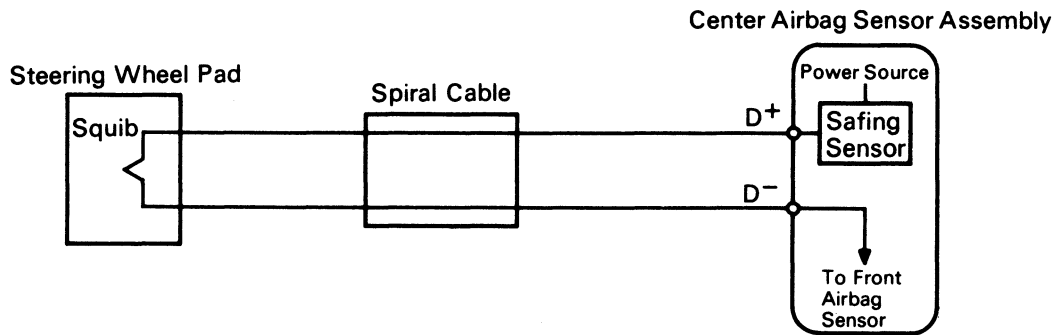 Center Airbag Sensor Assembly
Steering Wheel Pad
Squib
Spiral Cable
D+
D−
Power Source
Safing
Sensor
To Front
Airbag
Sensor